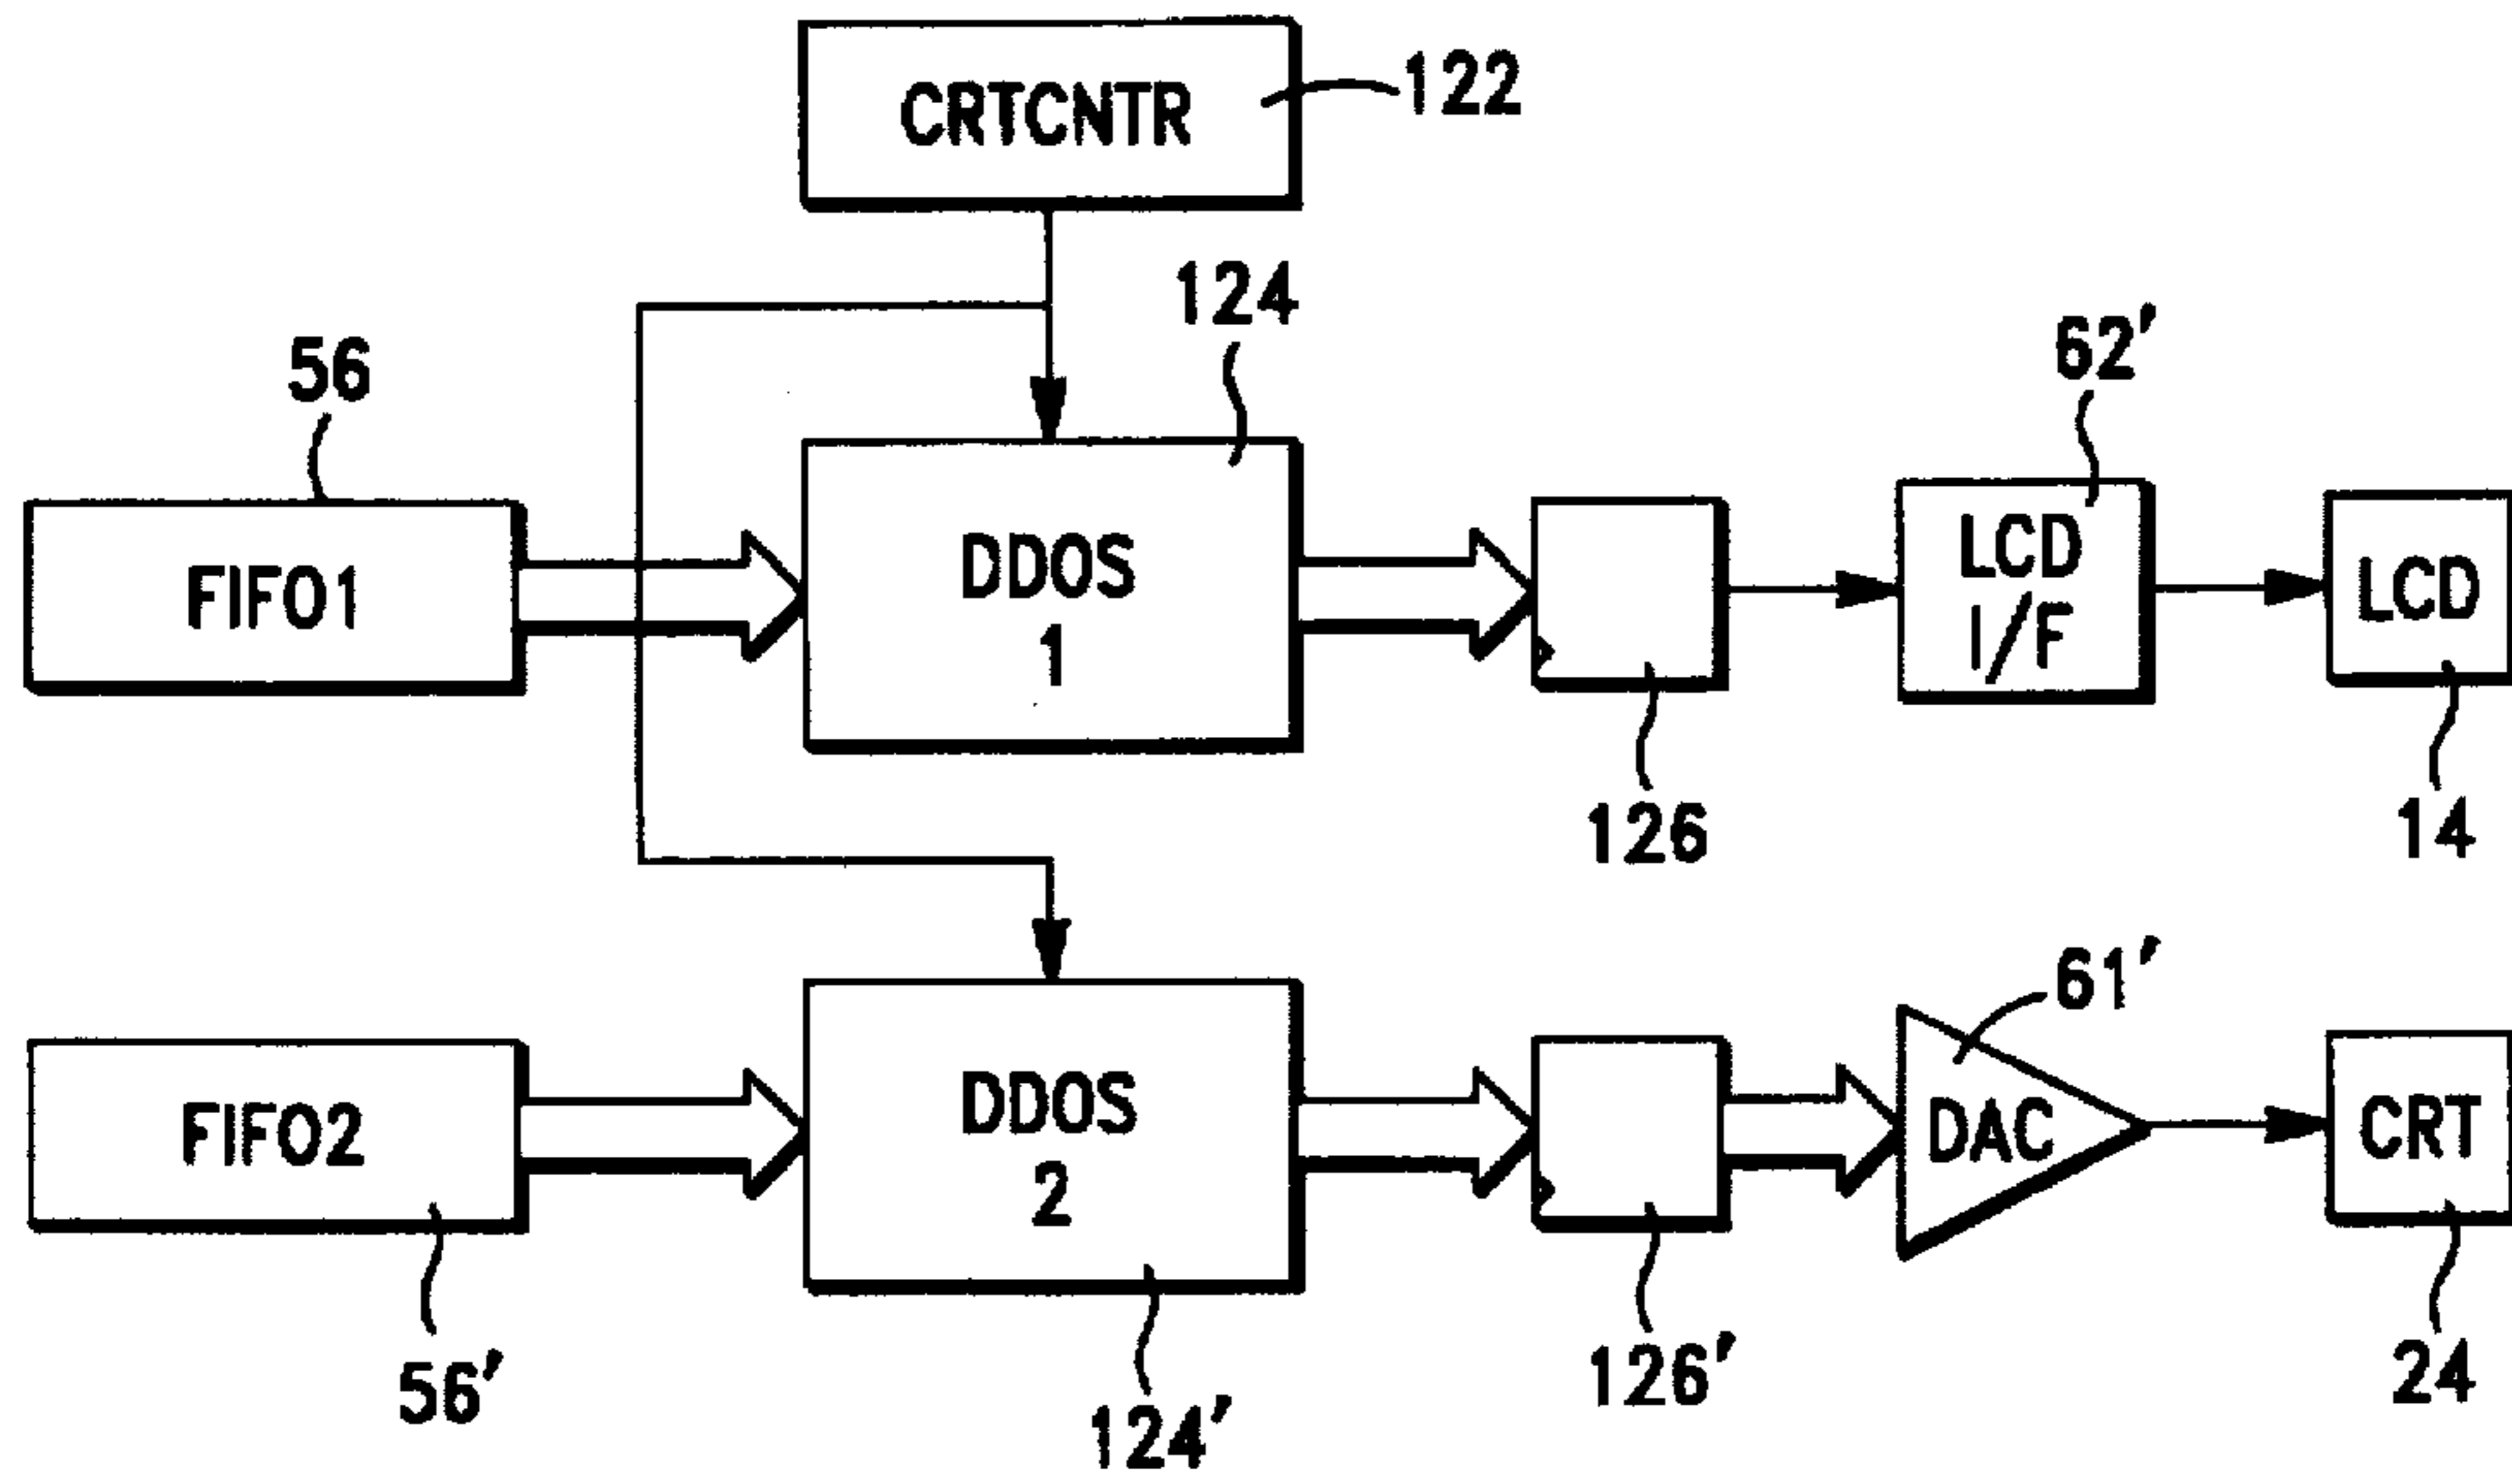 CRTCNTR
122
124
56
62'
FIFO1
DDOS
1
LCD
I/F
LCD
126
14
61'
FIFO2
DDOS
2
DAC
CRT
56'
124'
126'
24